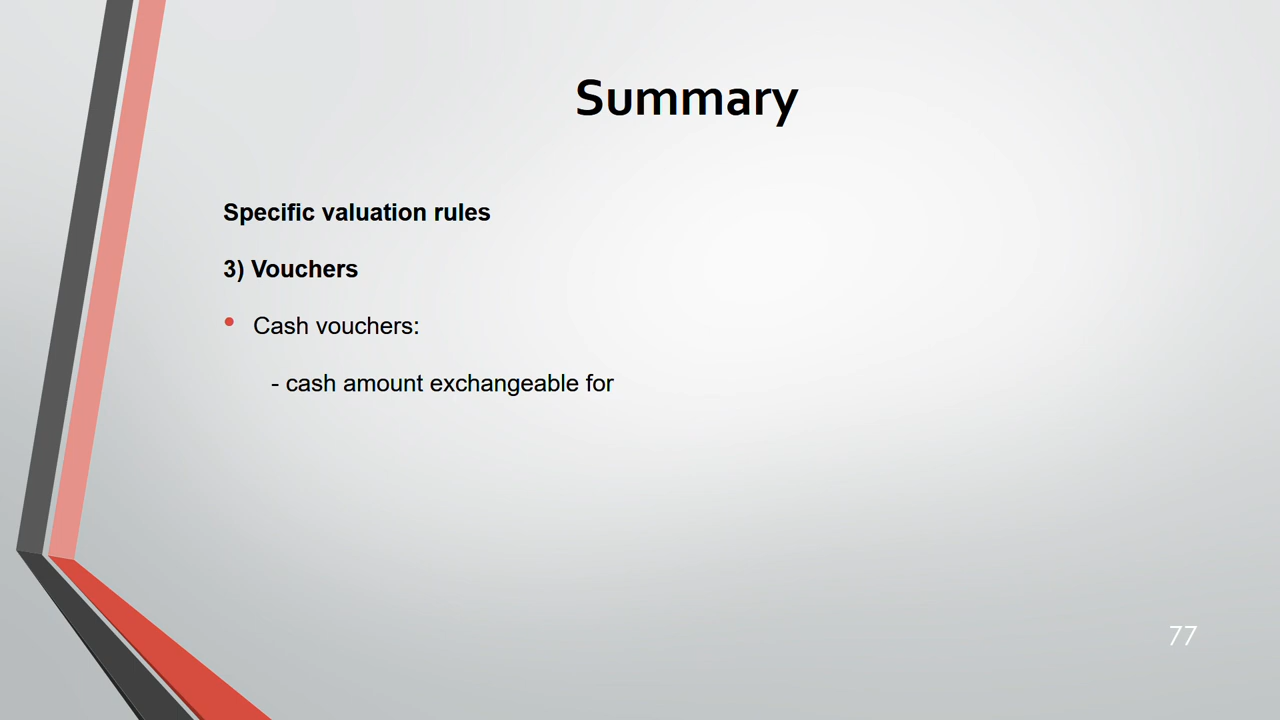 Summary
Specific valuation rules
3) Vouchers
• Cash vouchers:
- cash amount exchangeable for
77